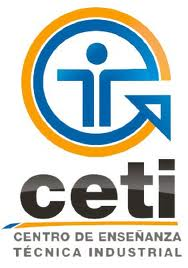 ceti
CENTRO DE ENSEÑANZA
TÉCNICA INDUSTRIAL